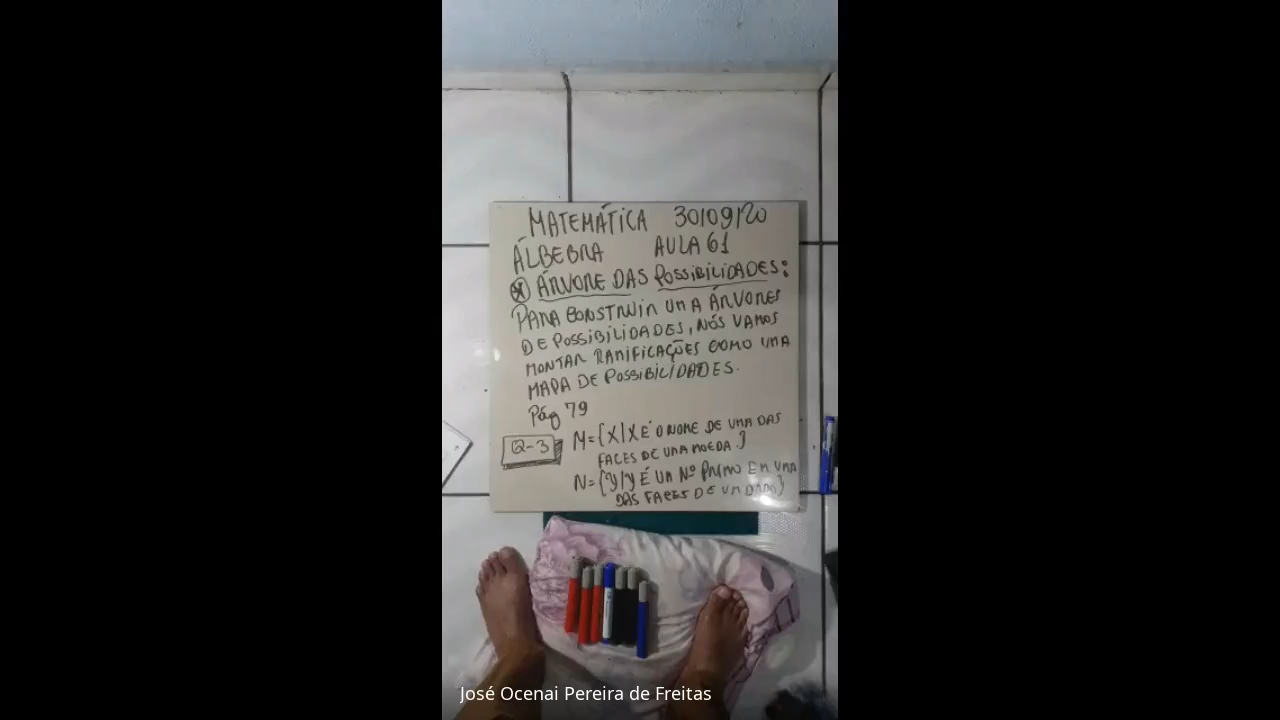 MATEMÁTICA 30/09/20
ÁLBEBRA AULA 61
ÁRVORE DAS POSSIBILIDADES:
PARA CONSTRUIR UMA ÁRVORES
DE POSSIBILIDADES, NÓS VAMOS
MONTAR RAMIFICAÇÕES COMO UMA
MAPA DE POSSIBILIDADES.
Pág 79
Q-3 M={X|X É O NOME DE UMA DAS
FACES DE UMA MOEDA.}
N={Y|Y É UM Nº PRIMO EM UMA
DAS FACES DE UM DADO}
José Ocenai Pereira de Freitas